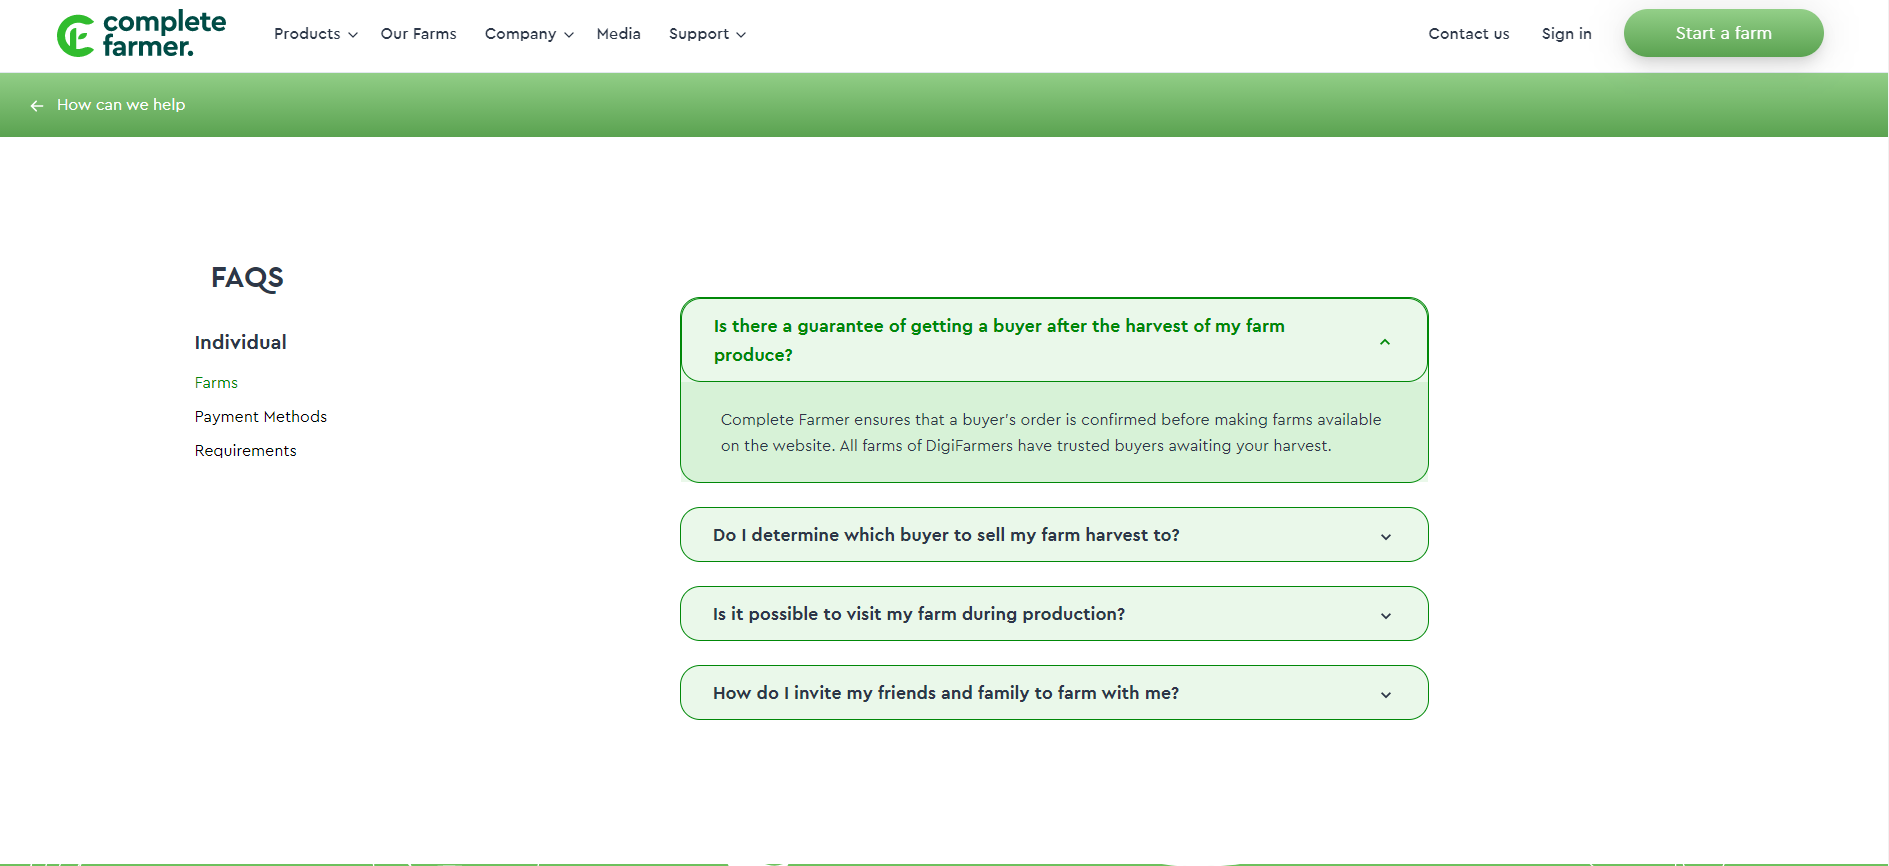 complete
farmer.
Products
Our Farms
Company
Media
Support
Contact us
Sign in
Start a farm
How can we help
FAQS
Individual
Farms
Payment Methods
Requirements
Is there a guarantee of getting a buyer after the harvest of my farm
produce?
Complete Farmer ensures that a buyer's order is confirmed before making farms available
on the website. All farms of DigiFarmers have trusted buyers awaiting your harvest.
Do I determine which buyer to sell my farm harvest to?
Is it possible to visit my farm during production?
How do I invite my friends and family to farm with me?